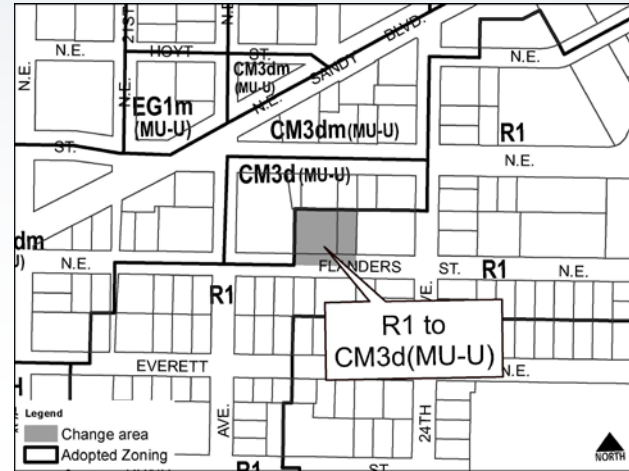 N.E.
21ST
N.E.
HOYT
ST.
N.E.
SANDY
BLVD.
N.E.
CM3dm
(MU-U)
N.E.
N.E.
EG1m
(MU-U)
CM3dm(MU-U)
R1
ST.
N.E.
CM3d(MU-U)
dm
N.E.
FLANDERS
ST.
R1
N.E.
R1
AVE.
R1 to
CM3d(MU-U)
EVERETT
N.E.
Legend
Change area
Adopted Zoning
AVE.
24TH
R1
ST.
NORTH